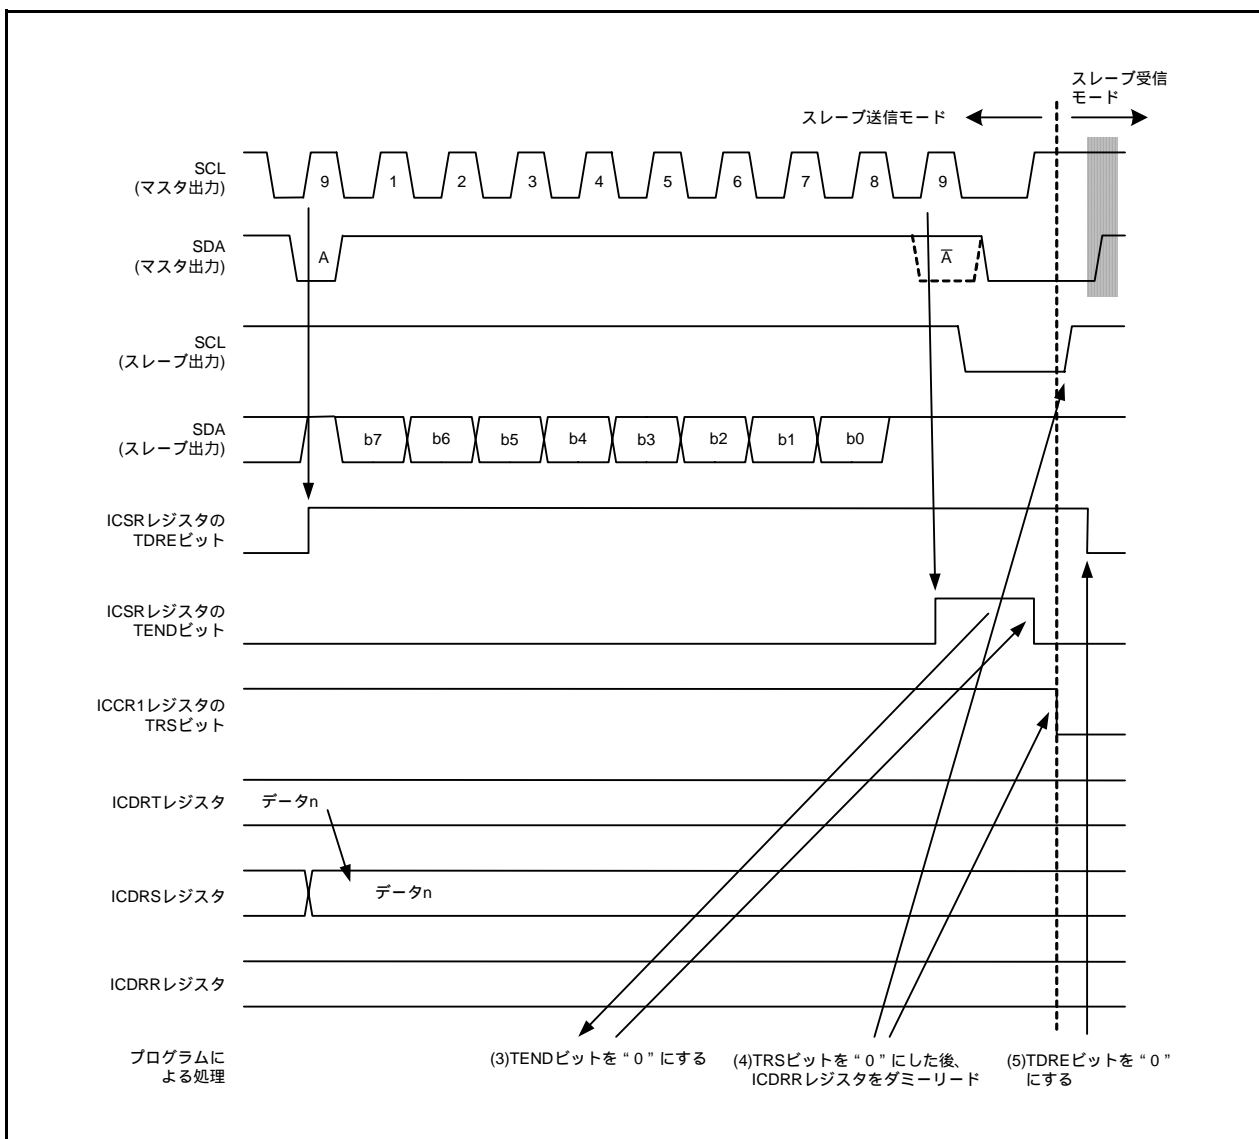 スレーブ受信
モード
スレーブ送信モード
SCL
(マスタ出力)
9 1 2 3 4 5 6 7 8 9
SDA
(マスタ出力)
A A̅
SCL
(スレーブ出力)
SDA
(スレーブ出力)
b7 b6 b5 b4 b3 b2 b1 b0
ICSRレジスタの
TDREビット
ICSRレジスタの
TENDビット
ICCR1レジスタの
TRSビット
ICDRTレジスタ データn
ICDRSレジスタ データn
ICDRRレジスタ
プログラムに
よる処理
(3)TENDビットを“0”にする
(4)TRSビットを“0”にした後、
ICDRRレジスタをダミーリード
(5)TDREビットを“0”
にする